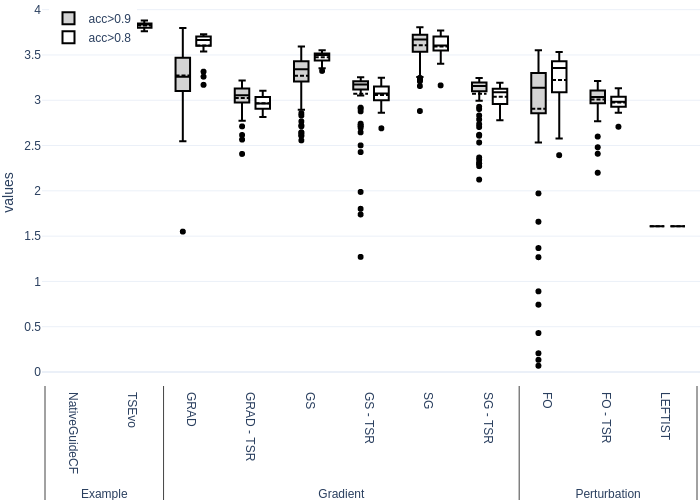 4
3.5
3
2.5
2
1.5
1
0.5
0
values
acc>0.9
acc>0.8
NativeGuideCF
TSEvo
GRAD
GRAD - TSR
GS
GS - TSR
SG
SG - TSR
FO
FO - TSR
LEFTIST
Example
Gradient
Perturbation